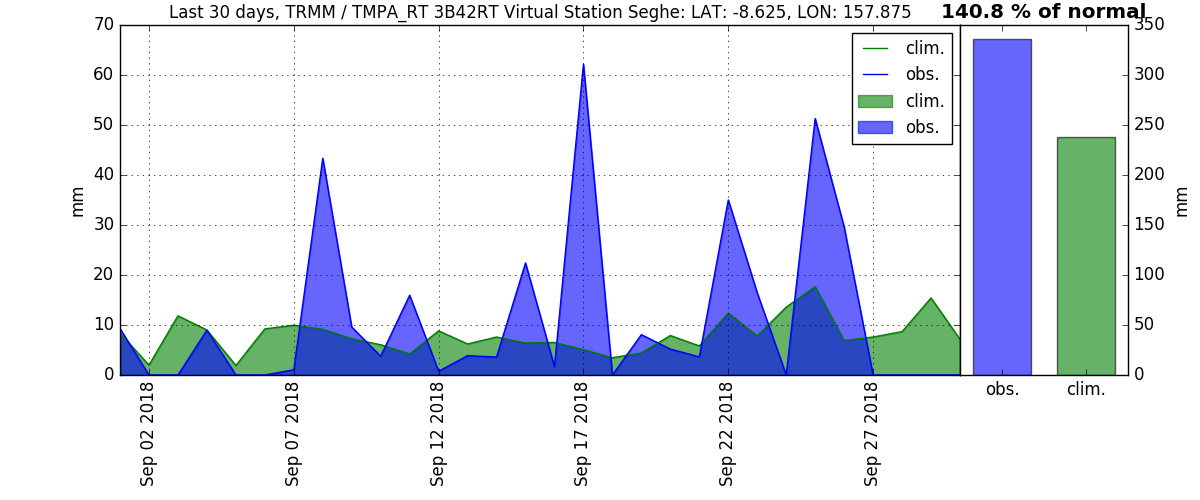 Last 30 days, TRMM / TMPA_RT 3B42RT Virtual Station Seghe: LAT: -8.625, LON: 157.875
140.8 % of normal
70
60
50
40
30
20
10
0
mm
clim.
obs.
clim.
obs.
Sep 02 2018
Sep 07 2018
Sep 12 2018
Sep 17 2018
Sep 22 2018
Sep 27 2018
350
300
250
200
150
100
50
0
mm
obs.
clim.